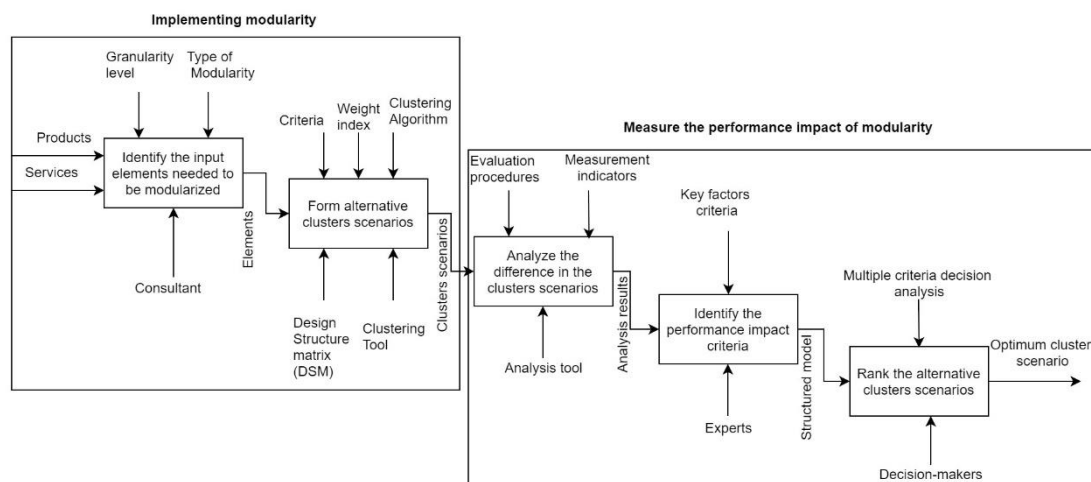 Implementing modularity
Granularity
level
Type of
Modularity
Products
Services
Identify the input
elements needed to
be modularized
Consultant
Elements
Criteria
Weight
index
Clustering
Algorithm
Form alternative
clusters scenarios
Design
Structure
matrix
(DSM)
Clustering
Tool
Clusters scenarios
Measure the performance impact of modularity
Evaluation
procedures
Measurement
indicators
Analyze the
difference in the
clusters scenarios
Analysis tool
Analysis results
Key factors
criteria
Identify the
performance impact
criteria
Experts
Structured model
Multiple criteria decision
analysis
Rank the alternative
clusters scenarios
Decision-makers
Optimum cluster
scenario